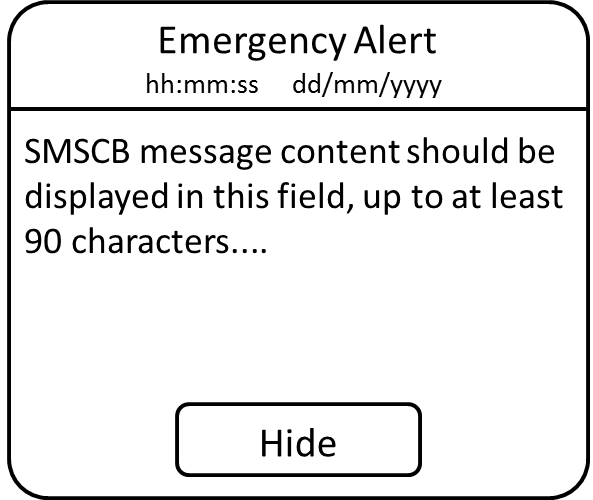 Emergency Alert
hh:mm:ss dd/mm/yyyy
SMSCB message content should be
displayed in this field, up to at least
90 characters....
Hide